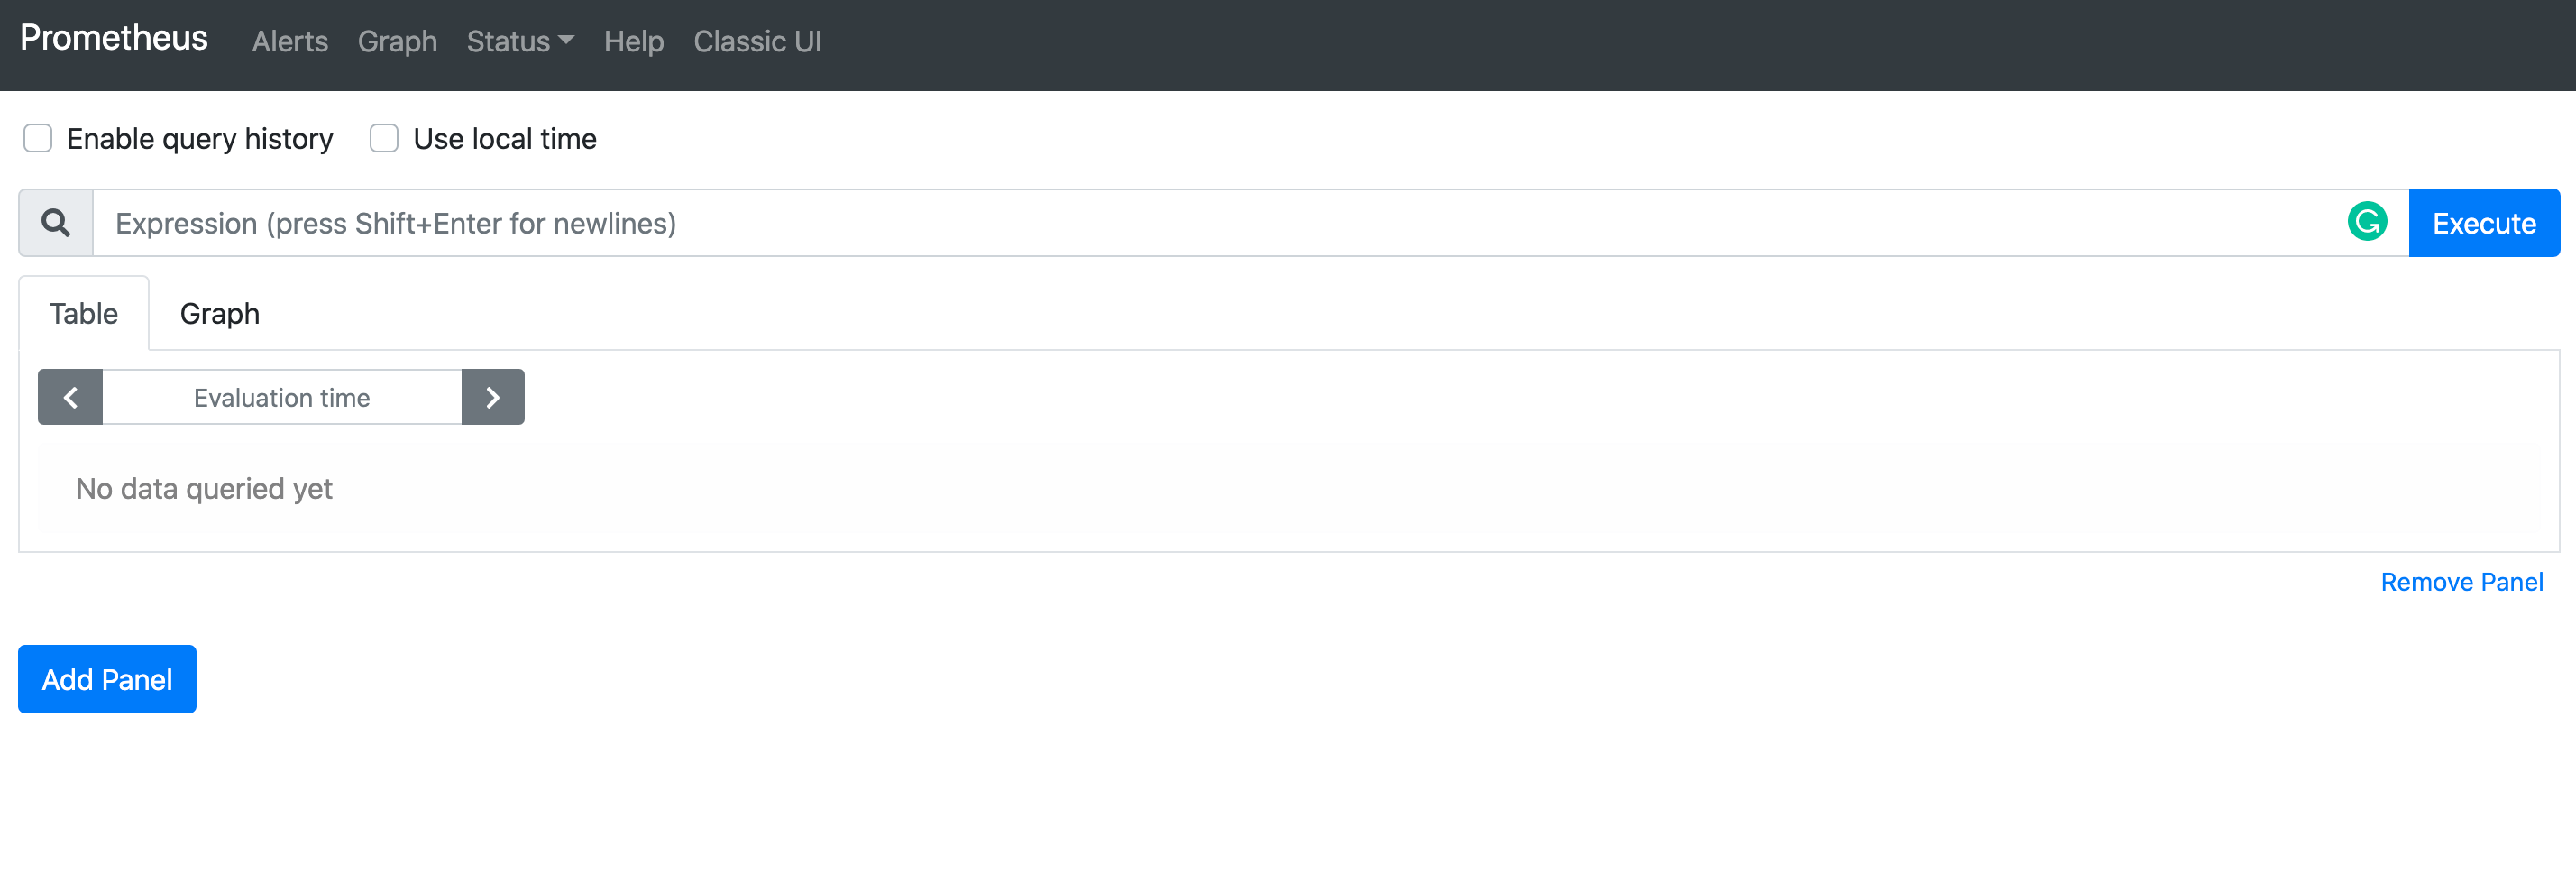 Prometheus Alerts Graph Status Help Classic UI
Enable query history Use local time
Expression (press Shift+Enter for newlines) Execute
Table Graph
Evaluation time
No data queried yet
Remove Panel
Add Panel